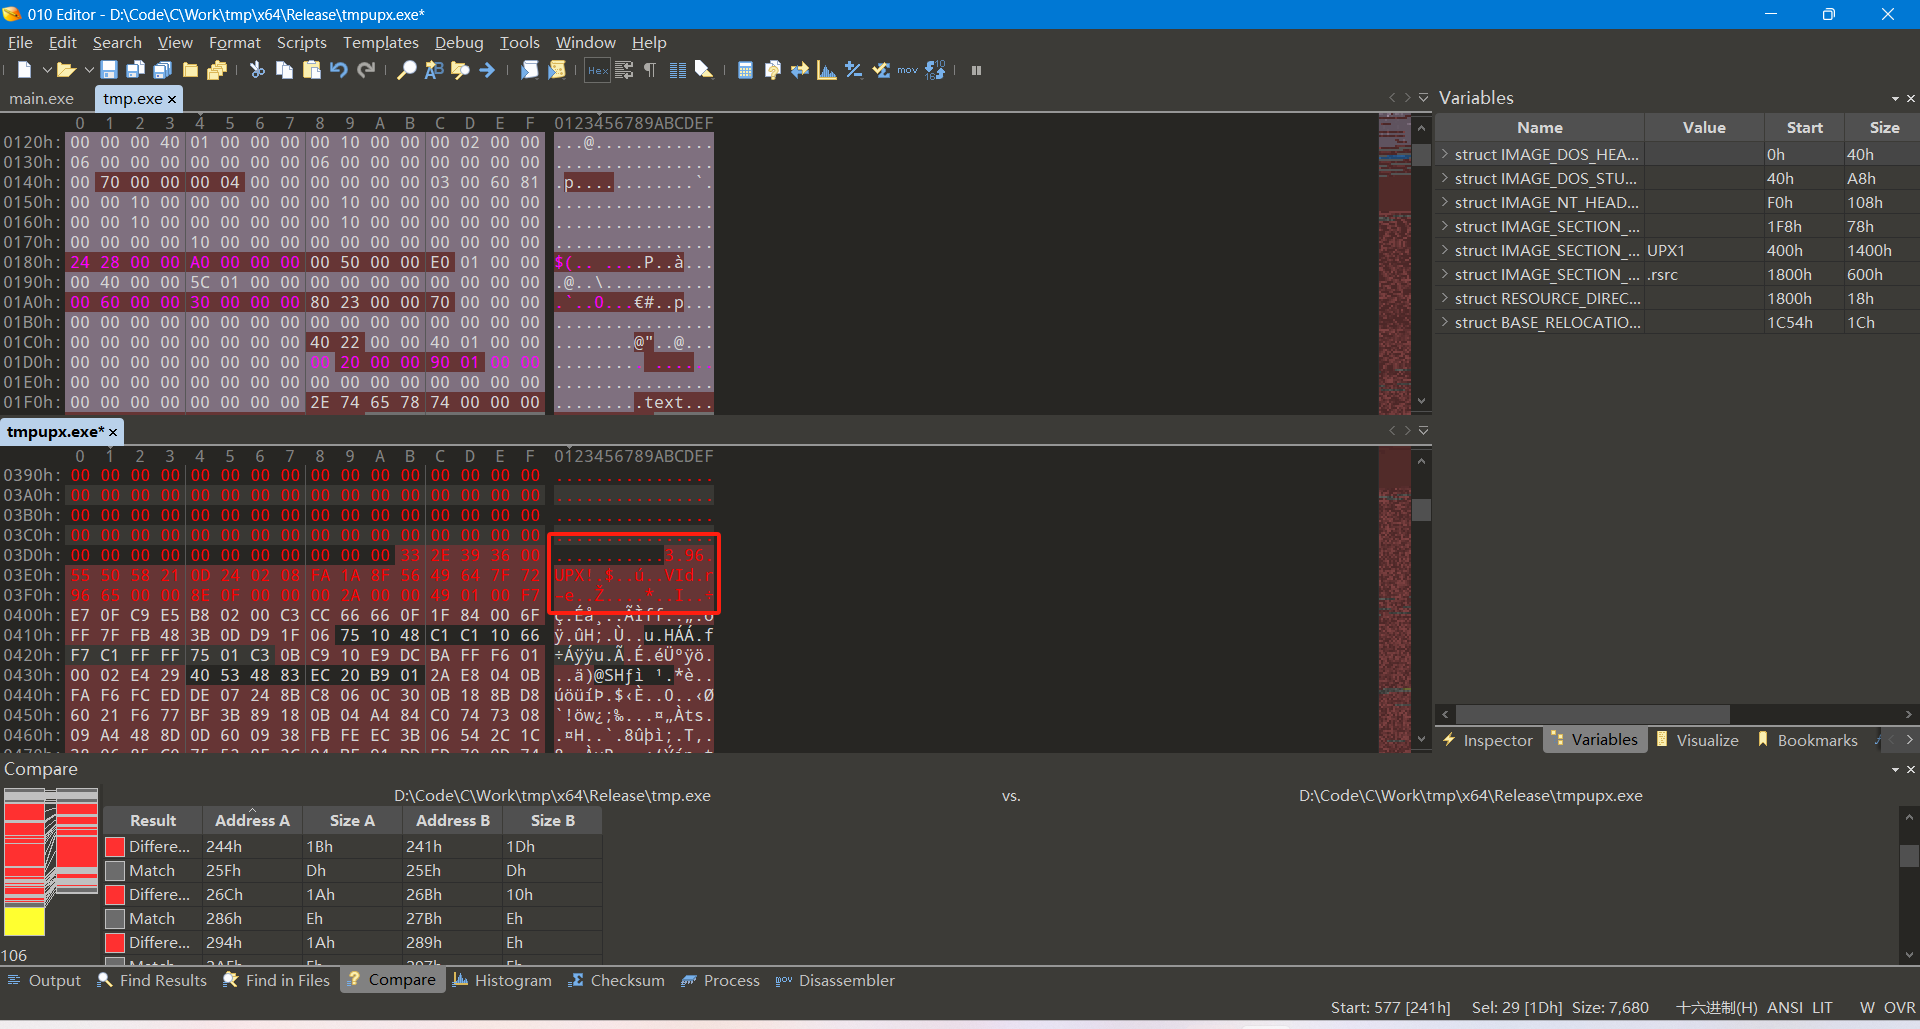 010 Editor - D:\Code\C\Work\tmp\x64\Release\tmpupx.exe*
File Edit Search View Format Scripts Templates Debug Tools Window Help
main.exe tmp.exe ×
0 1 2 3 4 5 6 7 8 9 A B C D E F 0123456789ABCDEF
0120h: 00 00 00 40 01 00 00 00 00 10 00 00 00 02 00 00 ...@............
0130h: 06 00 00 00 00 00 00 00 06 00 00 00 00 00 00 00 ................
0140h: 00 70 00 00 00 04 00 00 00 00 00 00 03 00 60 81 .p............`.
0150h: 00 00 10 00 00 00 00 00 00 10 00 00 00 00 00 00 ................
0160h: 00 00 10 00 00 00 00 00 00 10 00 00 00 00 00 00 ................
0170h: 00 00 00 00 10 00 00 00 00 00 00 00 00 00 00 00 ................
0180h: 24 28 00 00 A0 00 00 00 00 50 00 00 E0 01 00 00 $(.. ....P..à...
0190h: 00 40 00 00 5C 01 00 00 00 00 00 00 00 00 00 00 .@..\...........
01A0h: 00 60 00 00 30 00 00 00 80 23 00 00 70 00 00 00 .`..0...€#..p...
01B0h: 00 00 00 00 00 00 00 00 00 00 00 00 00 00 00 00 ................
01C0h: 00 00 00 00 00 00 00 00 40 22 00 00 40 01 00 00 ........@"..@...
01D0h: 00 00 00 00 00 00 00 00 00 20 00 00 90 01 00 00 ......... ......
01E0h: 00 00 00 00 00 00 00 00 00 00 00 00 00 00 00 00 ................
01F0h: 00 00 00 00 00 00 00 00 2E 74 65 78 74 00 00 00 .........text...
tmpupx.exe* ×
0 1 2 3 4 5 6 7 8 9 A B C D E F 0123456789ABCDEF
0390h: 00 00 00 00 00 00 00 00 00 00 00 00 00 00 00 00 ................
03A0h: 00 00 00 00 00 00 00 00 00 00 00 00 00 00 00 00 ................
03B0h: 00 00 00 00 00 00 00 00 00 00 00 00 00 00 00 00 ................
03C0h: 00 00 00 00 00 00 00 00 00 00 00 00 00 00 00 00 ................
03D0h: 00 00 00 00 00 00 00 00 00 00 00 33 2E 39 36 00 ...........3.96.
03E0h: 55 50 58 21 0D 24 02 08 FA 1A 8F 56 49 64 7F 72 UPX!.$..ú..VId.r
03F0h: 96 65 00 00 8E 0F 00 00 00 2A 00 00 49 01 00 F7 –e..Ž....*..I..÷
0400h: E7 0F C9 E5 B8 02 00 C3 CC 66 66 0F 1F 84 00 6F ç.Éå¸..ÃÌff..„.o
0410h: FF 7F FB 48 3B 0D D9 1F 06 75 10 48 C1 C1 10 66 ÿ.ûH;.Ù..u.HÁÁ.f
0420h: F7 C1 FF FF 75 01 C3 0B C9 10 E9 DC BA FF F6 01 ÷Áÿÿu.Ã.É.éÜºÿö.
0430h: 00 02 E4 29 40 53 48 83 EC 20 B9 01 2A E8 04 0B ..ä)@SHƒì ¹.*è..
0440h: FA F6 FC ED DE 07 24 8B C8 06 0C 30 0B 18 8B D8 úöüíÞ.$‹È..0..‹Ø
0450h: 60 21 F6 77 BF 3B 89 18 0B 04 A4 84 C0 74 73 08 `!öw¿;‰...¤„Àts.
0460h: 09 A4 48 8D 0D 60 09 38 FB FE EC 3B 06 54 2C 1C .¤H..`.8ûþì;.T,.
Variables
Name Value Start Size
struct IMAGE_DOS_HEA... 0h 40h
struct IMAGE_DOS_STU... 40h A8h
struct IMAGE_NT_HEAD... F0h 108h
struct IMAGE_SECTION_... 1F8h 78h
struct IMAGE_SECTION_... UPX1 400h 1400h
struct IMAGE_SECTION_... .rsrc 1800h 600h
struct RESOURCE_DIREC... 1800h 18h
struct BASE_RELOCATIO... 1C54h 1Ch
Inspector Variables Visualize Bookmarks
Compare
D:\Code\C\Work\tmp\x64\Release\tmp.exe vs. D:\Code\C\Work\tmp\x64\Release\tmpupx.exe
Result Address A Size A Address B Size B
Differe... 244h 1Bh 241h 1Dh
Match 25Fh Dh 25Eh Dh
Differe... 26Ch 1Ah 26Bh 10h
Match 286h Eh 27Bh Eh
Differe... 294h 1Ah 289h Eh
106
Output Find Results Find in Files Compare Histogram Checksum Process Disassembler
Start: 577 [241h] Sel: 29 [1Dh] Size: 7,680 十六进制(H) ANSI LIT W OVR